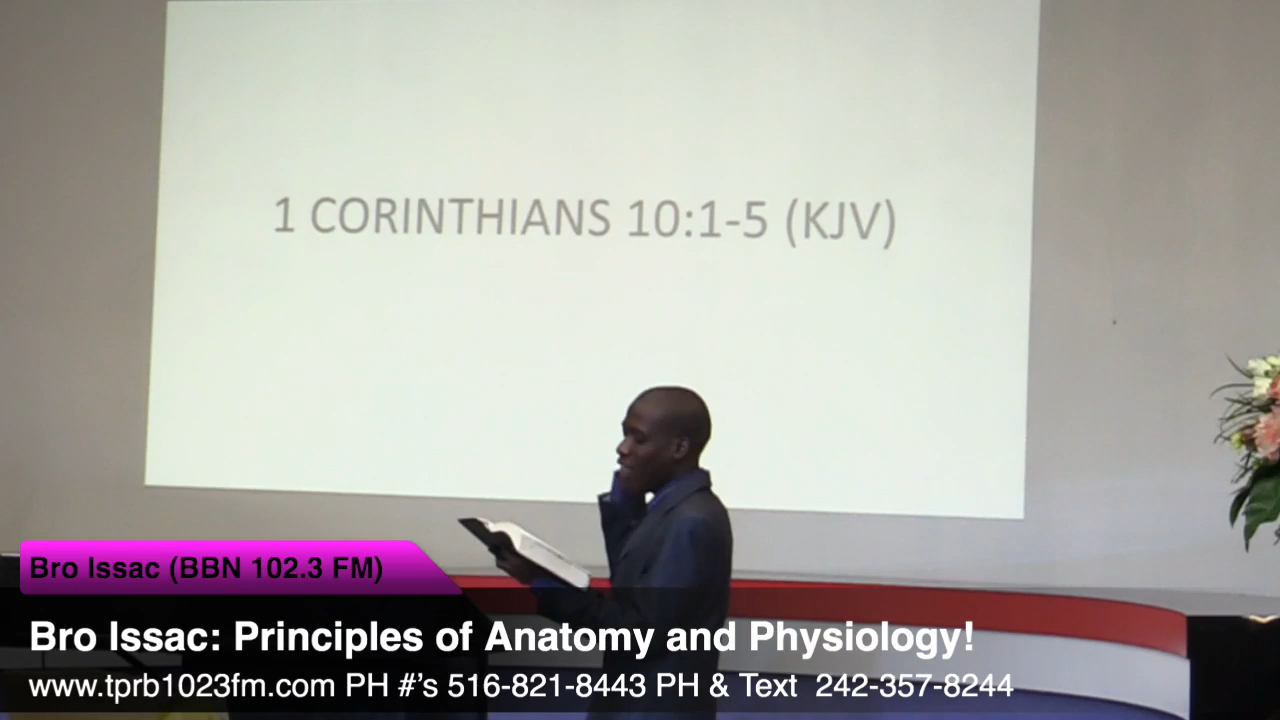 1 CORINTHIANS 10:1-5 (KJV)
Bro Issac (BBN 102.3 FM)
Bro Issac: Principles of Anatomy and Physiology!
www.tprb1023fm.com PH #’s 516-821-8443 PH & Text 242-357-8244